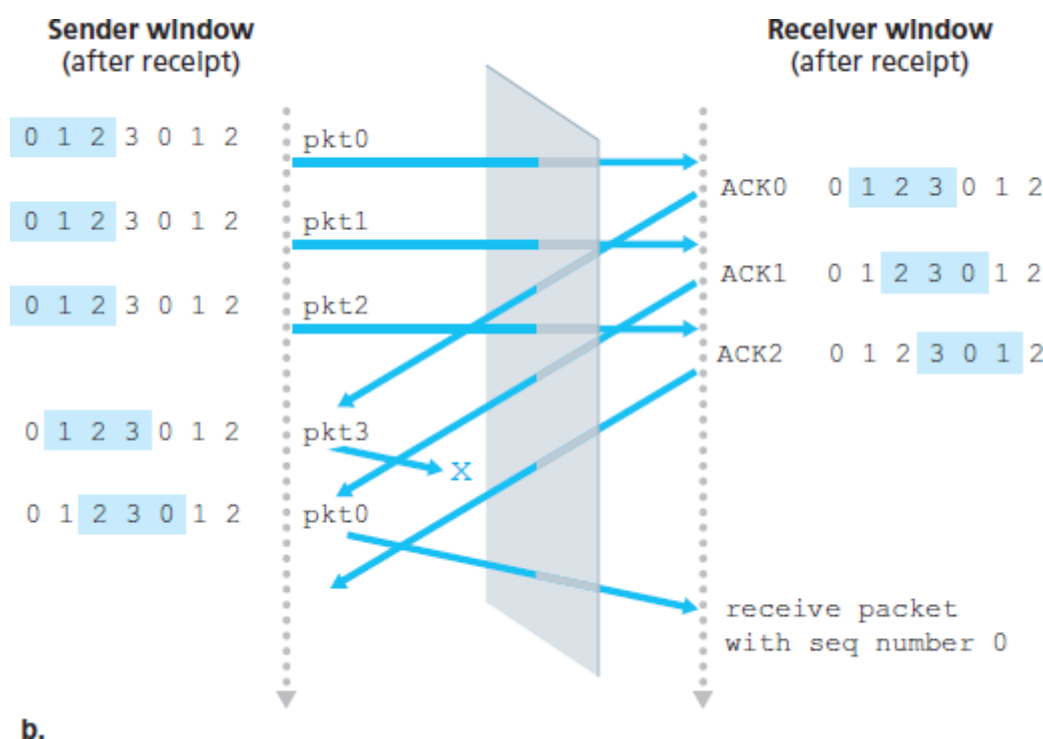 Sender window
(after receipt)
Receiver window
(after receipt)
0 1 2 3 0 1 2
pkt0
ACK0 0 1 2 3 0 1 2
0 1 2 3 0 1 2
pkt1
ACK1 0 1 2 3 0 1 2
0 1 2 3 0 1 2
pkt2
ACK2 0 1 2 3 0 1 2
0 1 2 3 0 1 2
pkt3
X
0 1 2 3 0 1 2
pkt0
receive packet
with seq number 0
b.